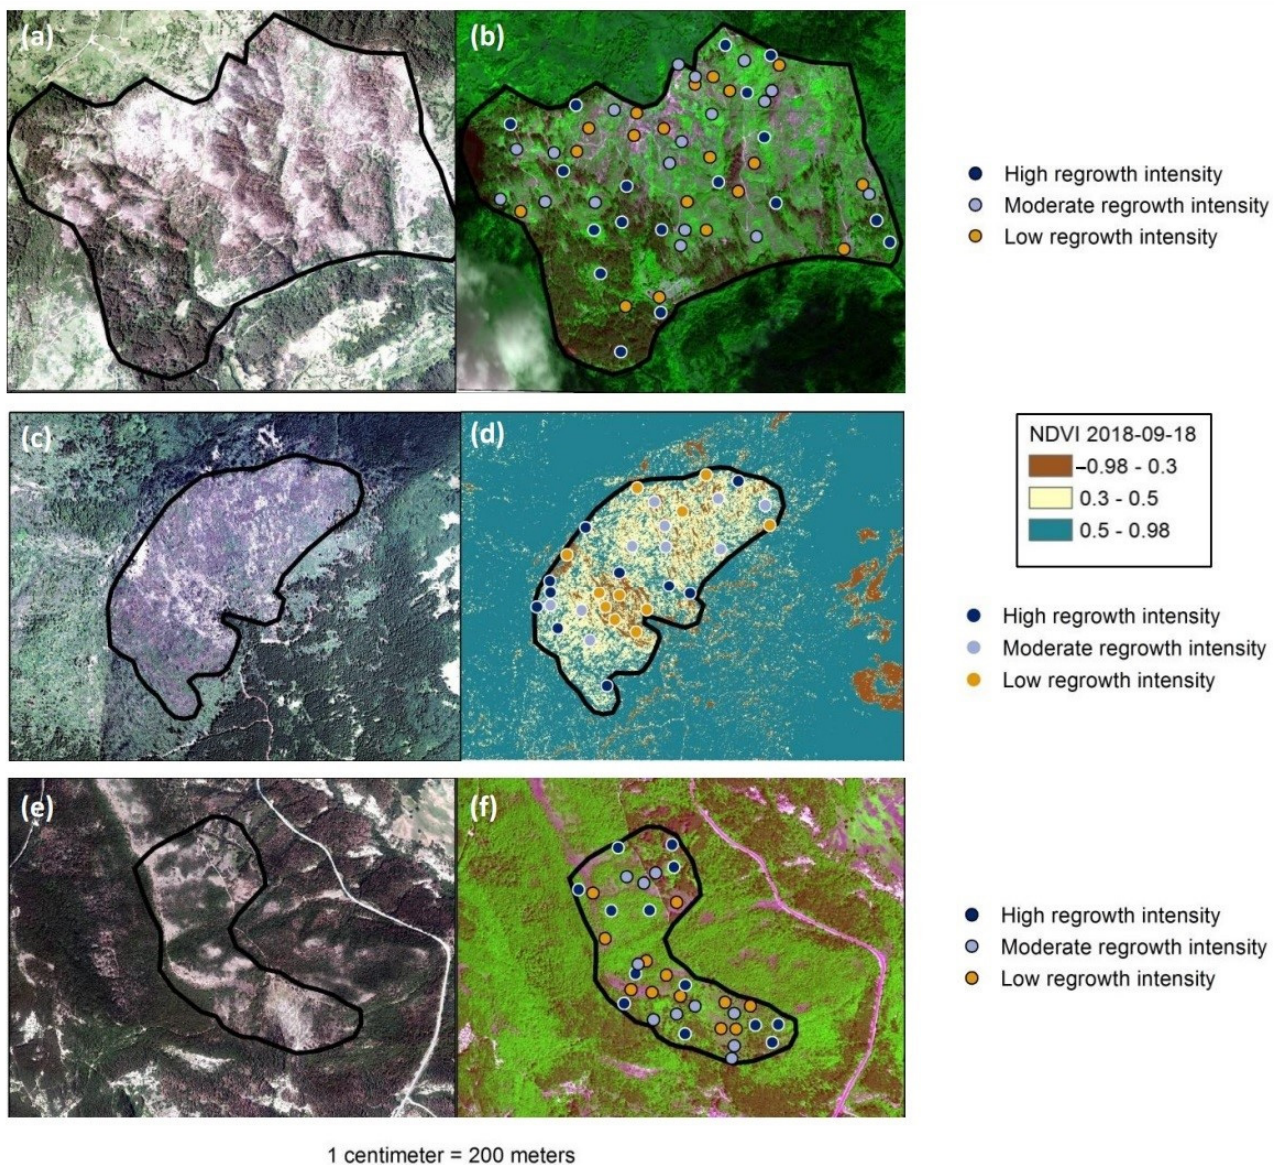 (a)
(b)
High regrowth intensity
Moderate regrowth intensity
Low regrowth intensity
(c)
(d)
NDVI 2018-09-18
–0.98 - 0.3
0.3 - 0.5
0.5 - 0.98
High regrowth intensity
Moderate regrowth intensity
Low regrowth intensity
(e)
(f)
High regrowth intensity
Moderate regrowth intensity
Low regrowth intensity
1 centimeter = 200 meters